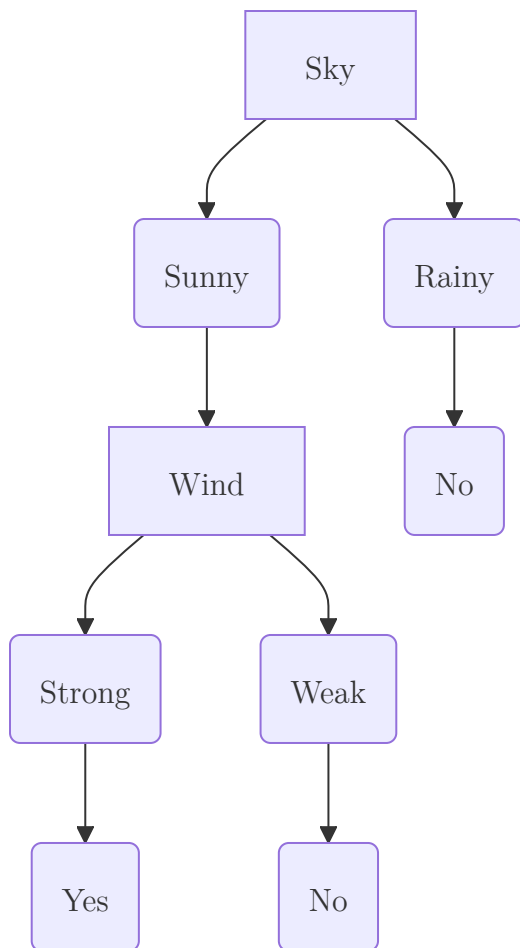 Sky
Sunny
Rainy
Wind
No
Strong
Weak
Yes
No